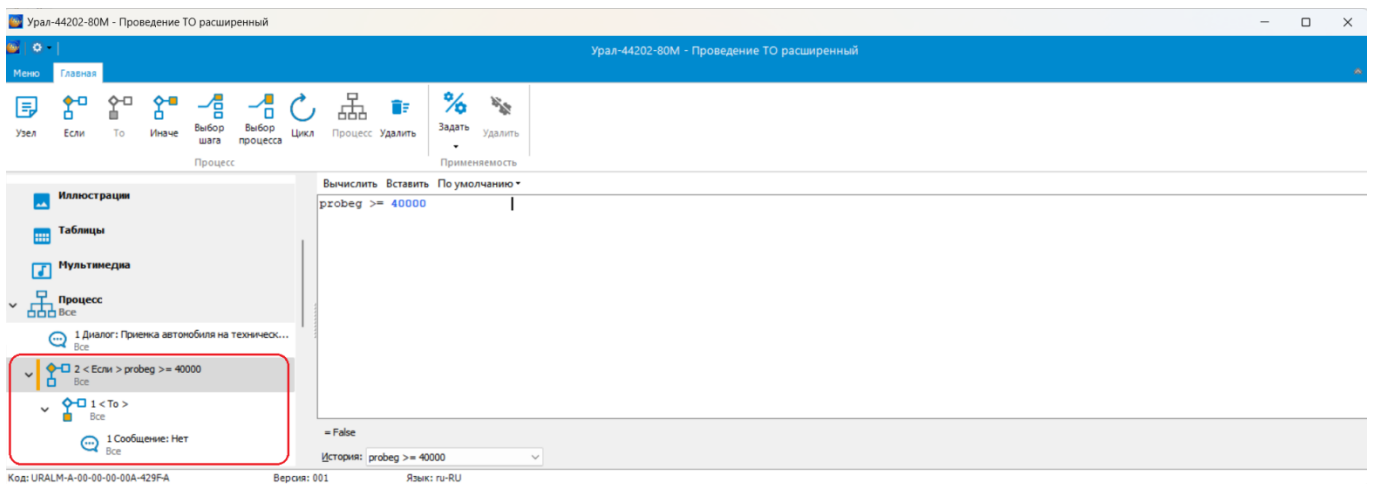 Урал-44202-80М - Проведение ТО расширенный
Урал-44202-80М - Проведение ТО расширенный
Меню Главная
Узел Если То Иначе Выбор шага Выбор процесса Цикл Процесс Удалить Задать Удалить
Процесс Применяемость
Вычислить Вставить По умолчанию
probeg >= 40000
Иллюстрации
Таблицы
Мультимедиа
Процесс
Все
1 Диалог: Приемка автомобиля на техническ...
Все
2 < Если > probeg >= 40000
Все
1 < То >
Все
1 Сообщение: Нет
Все
= False
История: probeg >= 40000
Код: URALM-A-00-00-00-00A-429F-A Версия: 001 Язык: ru-RU